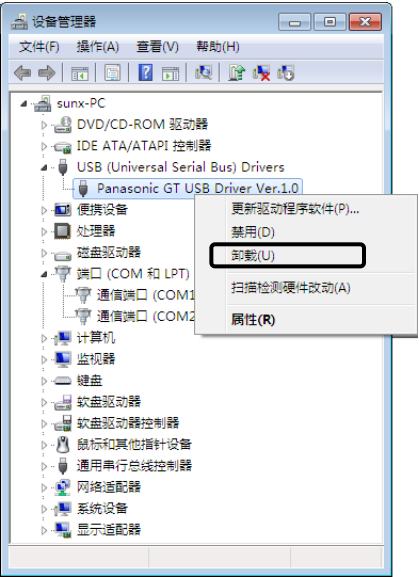 设备管理器
文件(F) 操作(A) 查看(V) 帮助(H)
sunx-PC
DVD/CD-ROM 驱动器
IDE ATA/ATAPI 控制器
USB (Universal Serial Bus) Drivers
Panasonic GT USB Driver Ver.1.0
更新驱动程序软件(P)...
禁用(D)
卸载(U)
扫描检测硬件改动(A)
属性(R)
便携设备
处理器
磁盘驱动器
端口 (COM 和 LPT)
通信端口 (COM1
通信端口 (COM2
计算机
监视器
键盘
软盘驱动器
软盘驱动器控制器
鼠标和其他指针设备
通用串行总线控制器
网络适配器
系统设备
显示适配器